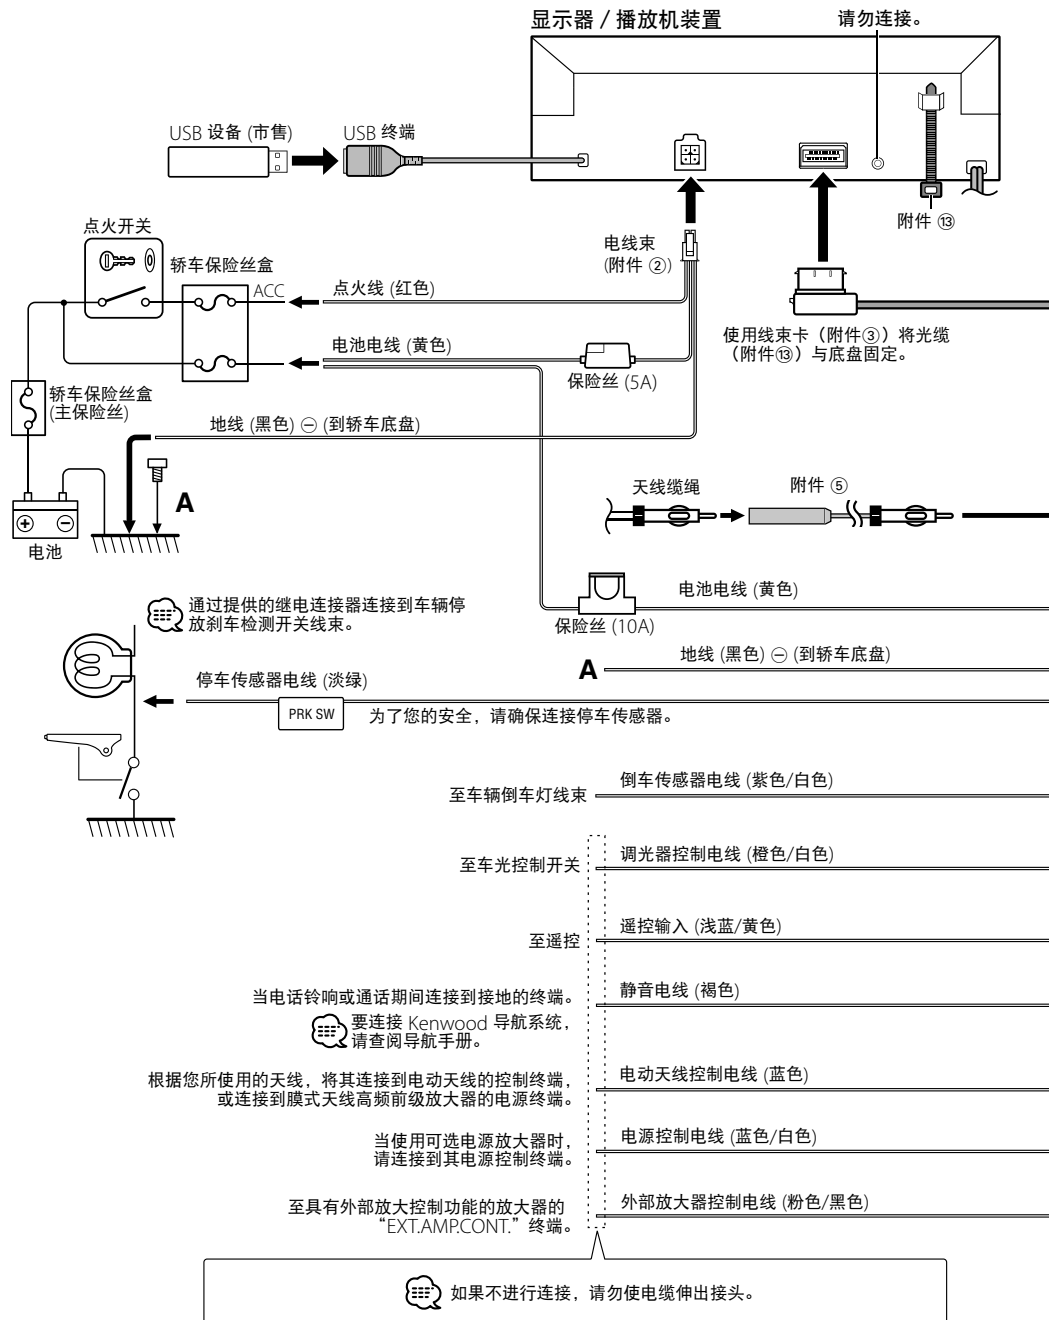 显示器 / 播放机装置
请勿连接。
USB 设备 (市售)
USB 终端
附件 ⑬
点火开关
轿车保险丝盒
ACC
点火线 (红色)
电线束
(附件 ②)
使用线束卡（附件③）将光缆
（附件⑬）与底盘固定。
电池电线 (黄色)
保险丝 (5A)
轿车保险丝盒
(主保险丝)
地线 (黑色) ⊖ (到轿车底盘)
A
天线缆绳
附件 ⑤
电池
电池电线 (黄色)
保险丝 (10A)
通过提供的继电连接器连接到车辆停
放刹车检测开关线束。
A
地线 (黑色) ⊖ (到轿车底盘)
停车传感器电线 (淡绿)
PRK SW
为了您的安全，请确保连接停车传感器。
至车辆倒车灯线束
倒车传感器电线 (紫色/白色)
至车光控制开关
调光器控制电线 (橙色/白色)
至遥控
遥控输入 (浅蓝/黄色)
当电话铃响或通话期间连接到接地的终端。
静音电线 (褐色)
要连接 Kenwood 导航系统，
请查阅导航手册。
根据您所使用的天线，将其连接到电动天线的控制终端，
或连接到膜式天线高频前级放大器的电源终端。
电动天线控制电线 (蓝色)
当使用可选电源放大器时，
请连接到其电源控制终端。
电源控制电线 (蓝色/白色)
至具有外部放大控制功能的放大器的
“EXT.AMP.CONT.”终端。
外部放大器控制电线 (粉色/黑色)
如果不进行连接，请勿使电缆伸出接头。